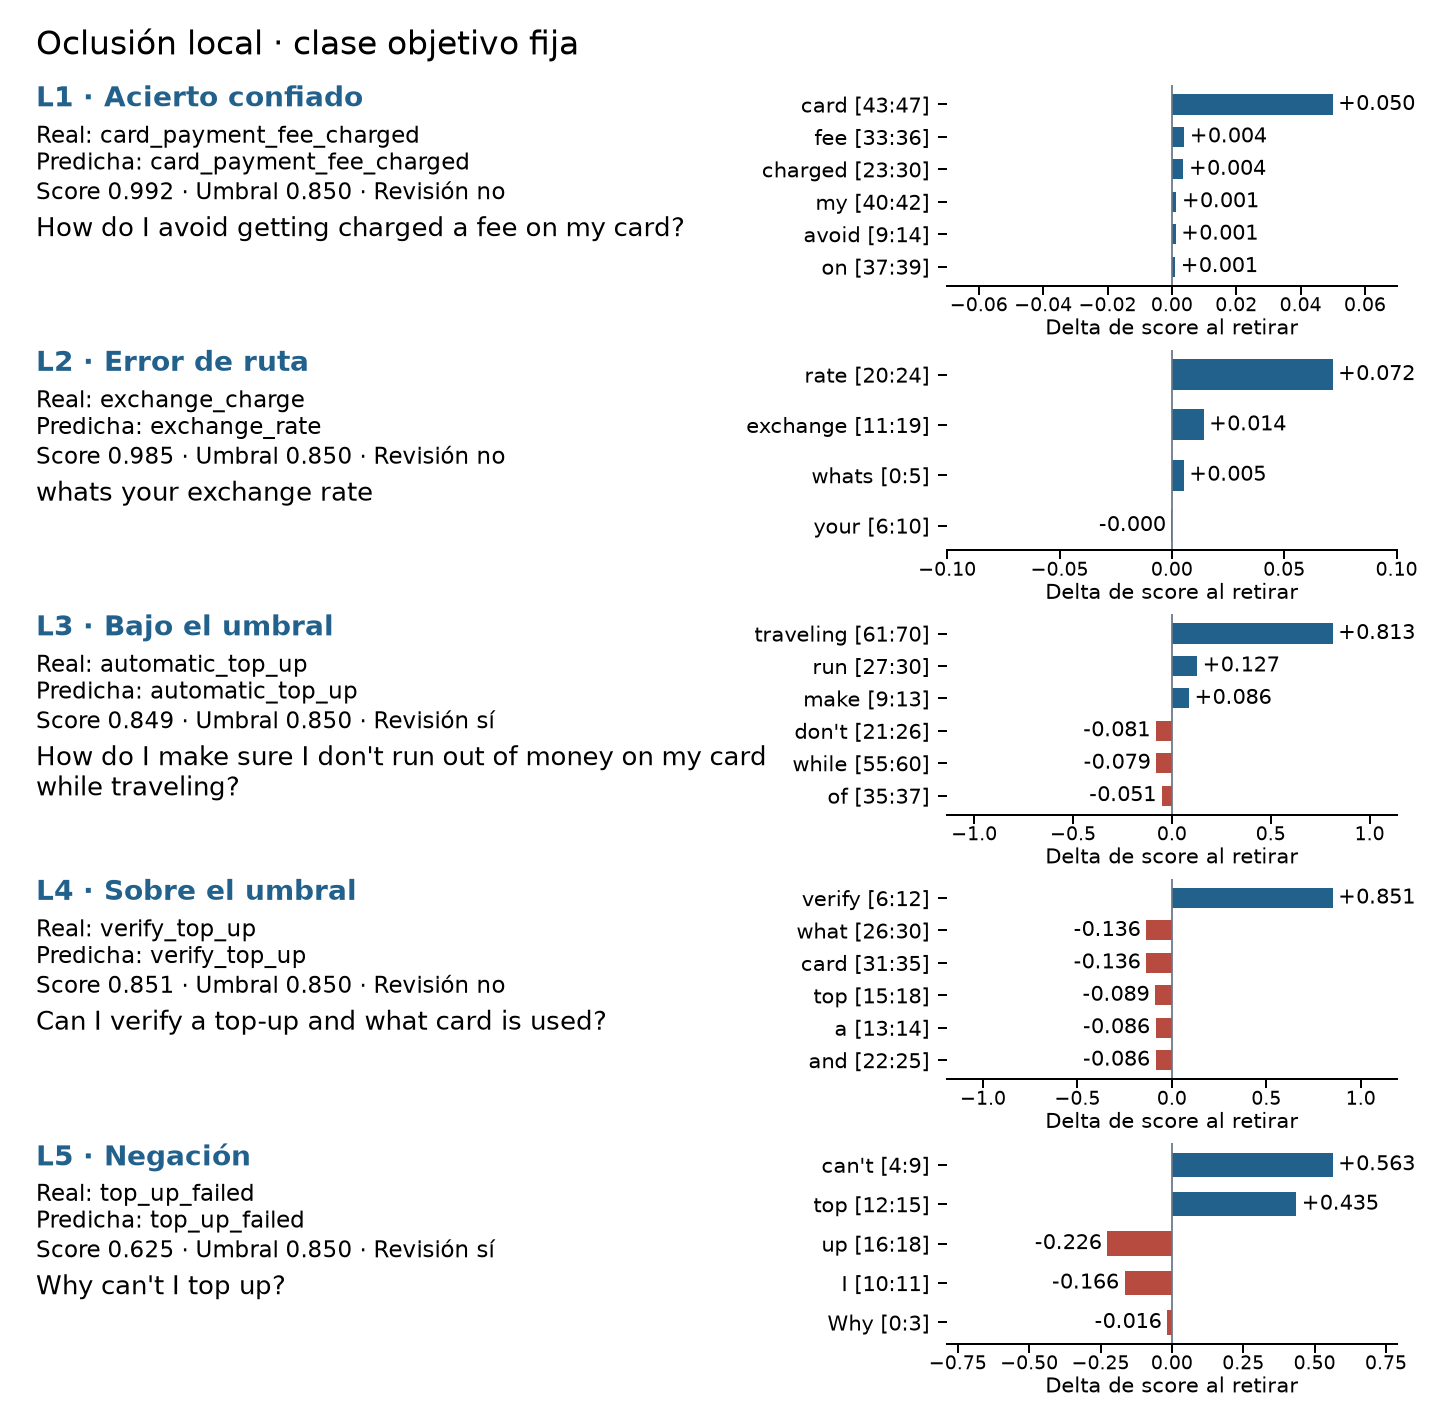 Oclusión local · clase objetivo fija
L1 · Acierto confiado
Real: card_payment_fee_charged
Predicha: card_payment_fee_charged
Score 0.992 · Umbral 0.850 · Revisión no
How do I avoid getting charged a fee on my card?
card [43:47] +0.050
fee [33:36] +0.004
charged [23:30] +0.004
my [40:42] +0.001
avoid [9:14] +0.001
on [37:39] +0.001
−0.06 −0.04 −0.02 0.00 0.02 0.04 0.06
Delta de score al retirar
L2 · Error de ruta
Real: exchange_charge
Predicha: exchange_rate
Score 0.985 · Umbral 0.850 · Revisión no
whats your exchange rate
rate [20:24] +0.072
exchange [11:19] +0.014
whats [0:5] +0.005
your [6:10] -0.000
−0.10 −0.05 0.00 0.05 0.10
Delta de score al retirar
L3 · Bajo el umbral
Real: automatic_top_up
Predicha: automatic_top_up
Score 0.849 · Umbral 0.850 · Revisión sí
How do I make sure I don't run out of money on my card
while traveling?
traveling [61:70] +0.813
run [27:30] +0.127
make [9:13] +0.086
don't [21:26] -0.081
while [55:60] -0.079
of [35:37] -0.051
−1.0 −0.5 0.0 0.5 1.0
Delta de score al retirar
L4 · Sobre el umbral
Real: verify_top_up
Predicha: verify_top_up
Score 0.851 · Umbral 0.850 · Revisión no
Can I verify a top-up and what card is used?
verify [6:12] +0.851
what [26:30] -0.136
card [31:35] -0.136
top [15:18] -0.089
a [13:14] -0.086
and [22:25] -0.086
−1.0 −0.5 0.0 0.5 1.0
Delta de score al retirar
L5 · Negación
Real: top_up_failed
Predicha: top_up_failed
Score 0.625 · Umbral 0.850 · Revisión sí
Why can't I top up?
can't [4:9] +0.563
top [12:15] +0.435
up [16:18] -0.226
I [10:11] -0.166
Why [0:3] -0.016
−0.75 −0.50 −0.25 0.00 0.25 0.50 0.75
Delta de score al retirar